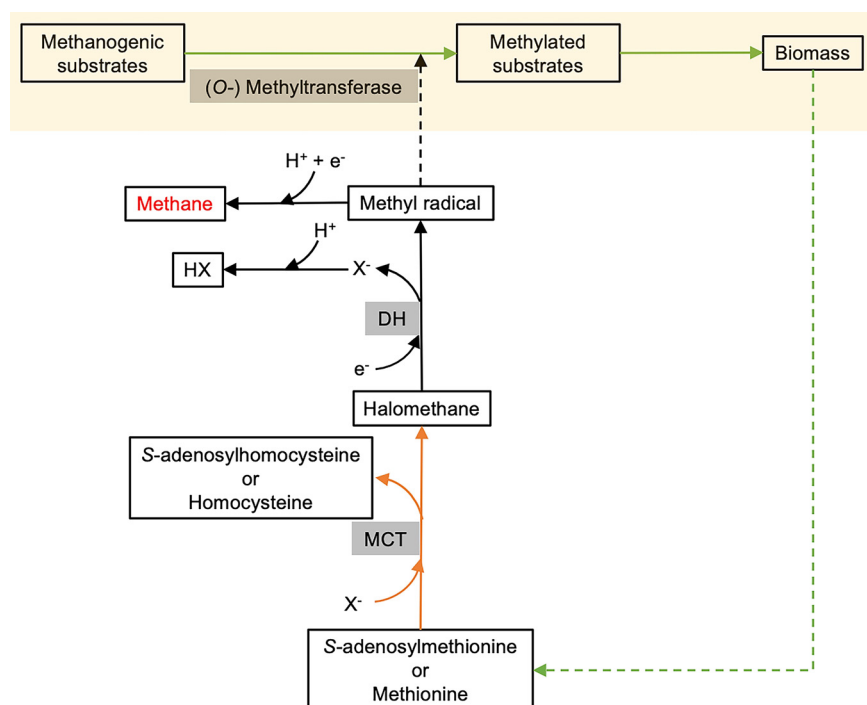 Methanogenic
substrates
Methylated
substrates
Biomass
(O-) Methyltransferase
H⁺ + e⁻
Methane
Methyl radical
H⁺
HX
X⁻
DH
e⁻
Halomethane
S-adenosylhomocysteine
or
Homocysteine
MCT
X⁻
S-adenosylmethionine
or
Methionine